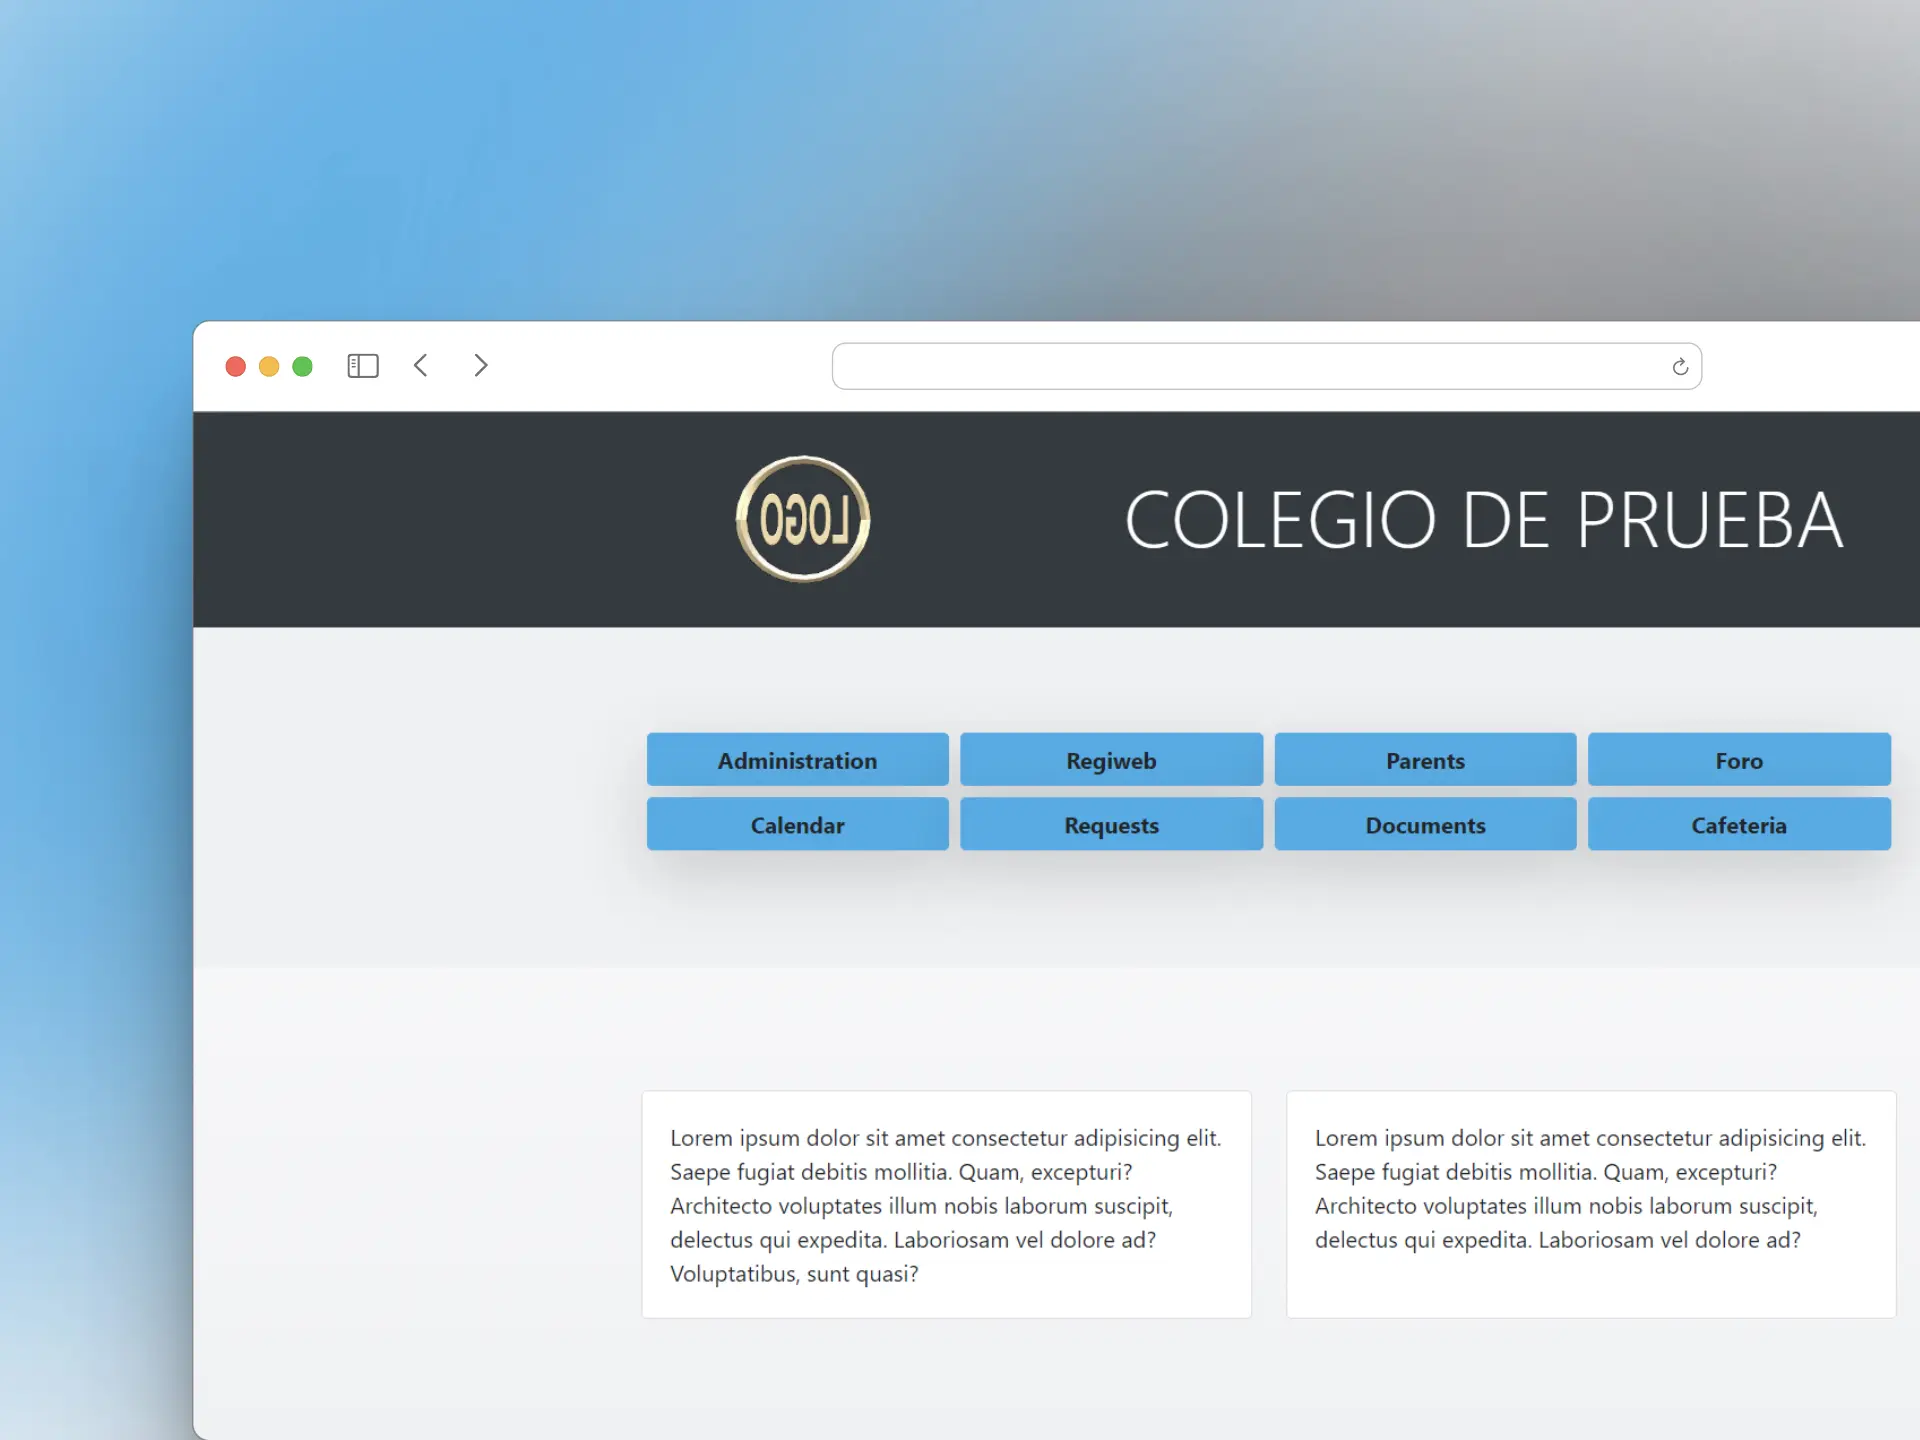 LOGO
COLEGIO DE PRUEBA
Administration
Regiweb
Parents
Foro
Calendar
Requests
Documents
Cafeteria
Lorem ipsum dolor sit amet consectetur adipisicing elit.
Saepe fugiat debitis mollitia. Quam, excepturi?
Architecto voluptates illum nobis laborum suscipit,
delectus qui expedita. Laboriosam vel dolore ad?
Voluptatibus, sunt quasi?
Lorem ipsum dolor sit amet consectetur adipisicing elit.
Saepe fugiat debitis mollitia. Quam, excepturi?
Architecto voluptates illum nobis laborum suscipit,
delectus qui expedita. Laboriosam vel dolore ad?